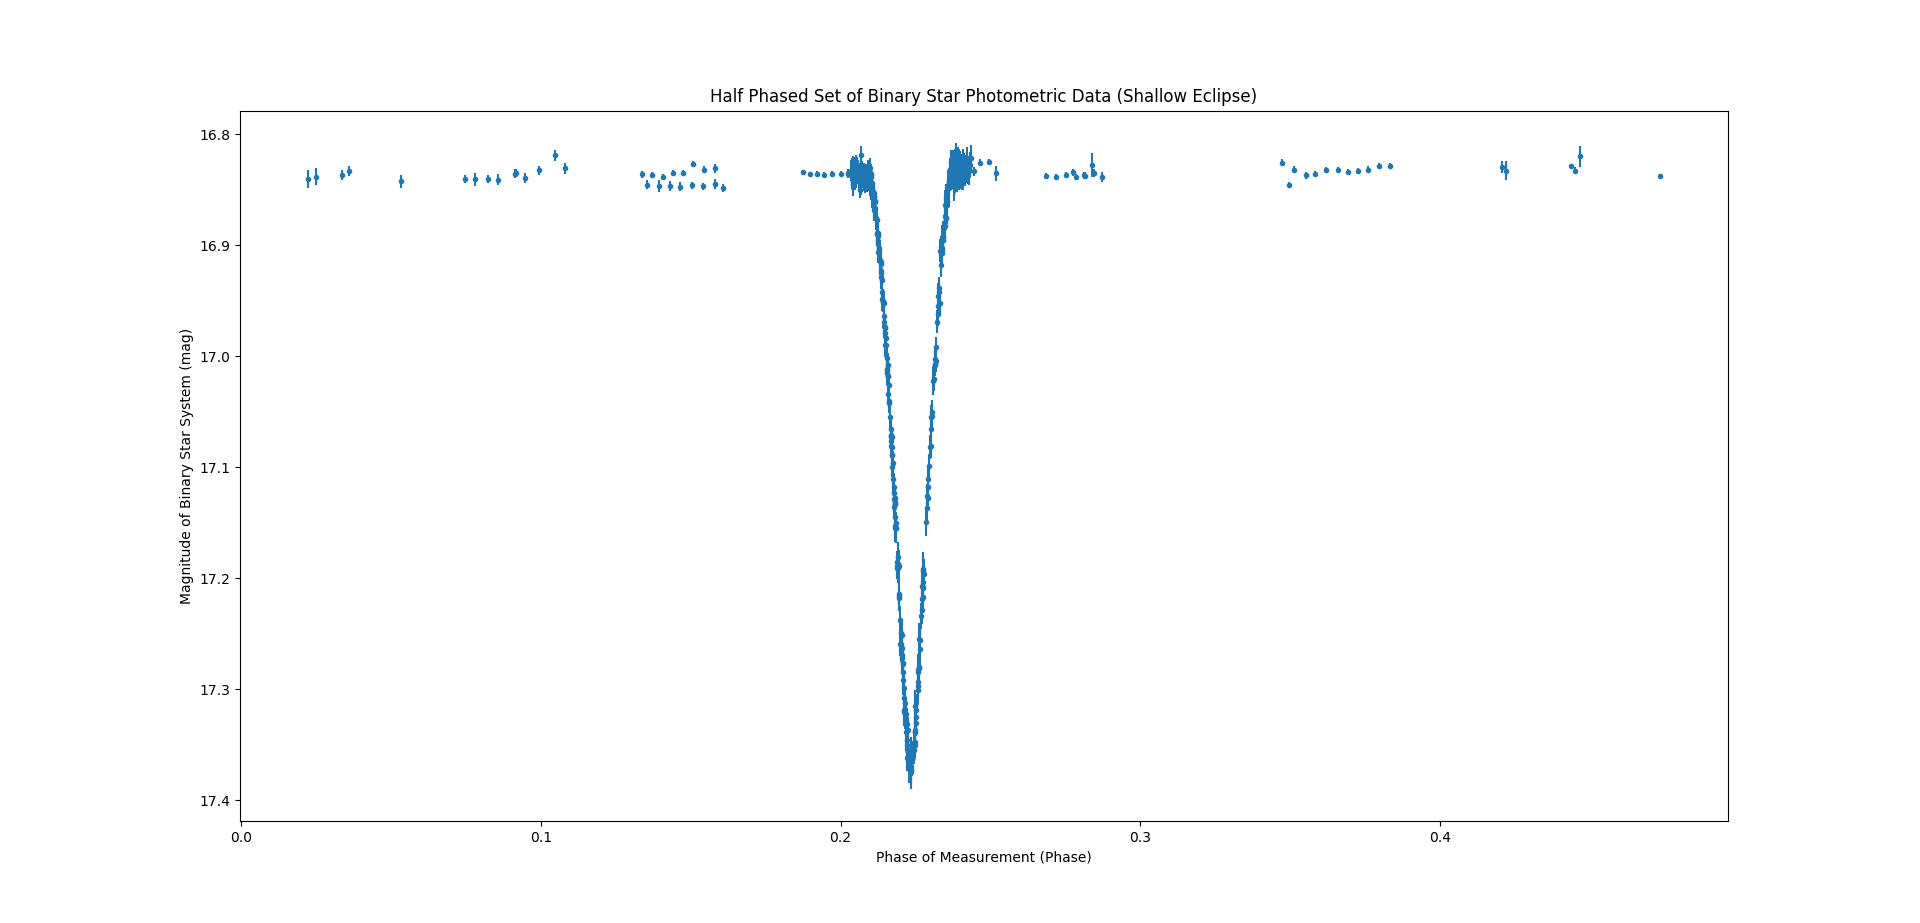 Half Phased Set of Binary Star Photometric Data (Shallow Eclipse)
16.8
16.9
17.0
17.1
17.2
17.3
17.4
Magnitude of Binary Star System (mag)
0.0 0.1 0.2 0.3 0.4
Phase of Measurement (Phase)